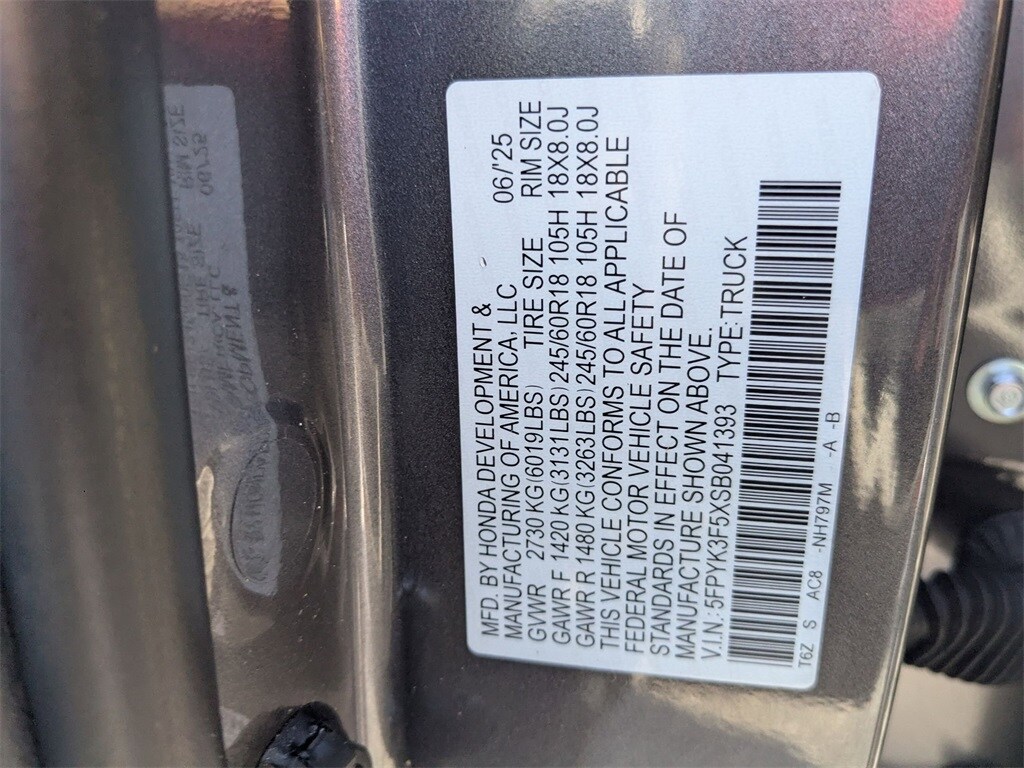 MFD. BY HONDA DEVELOPMENT &
MANUFACTURING OF AMERICA, LLC 06/'25
GVWR 2730 KG(6019LBS) TIRE SIZE RIM SIZE
GAWR F 1420 KG(3131LBS) 245/60R18 105H 18X8.0J
GAWR R 1480 KG(3263LBS) 245/60R18 105H 18X8.0J
THIS VEHICLE CONFORMS TO ALL APPLICABLE
FEDERAL MOTOR VEHICLE SAFETY
STANDARDS IN EFFECT ON THE DATE OF
MANUFACTURE SHOWN ABOVE.
V.I.N.: 5FPYK3F5XSB041393 TYPE:TRUCK
T6Z S AC8 -NH797M -A -B